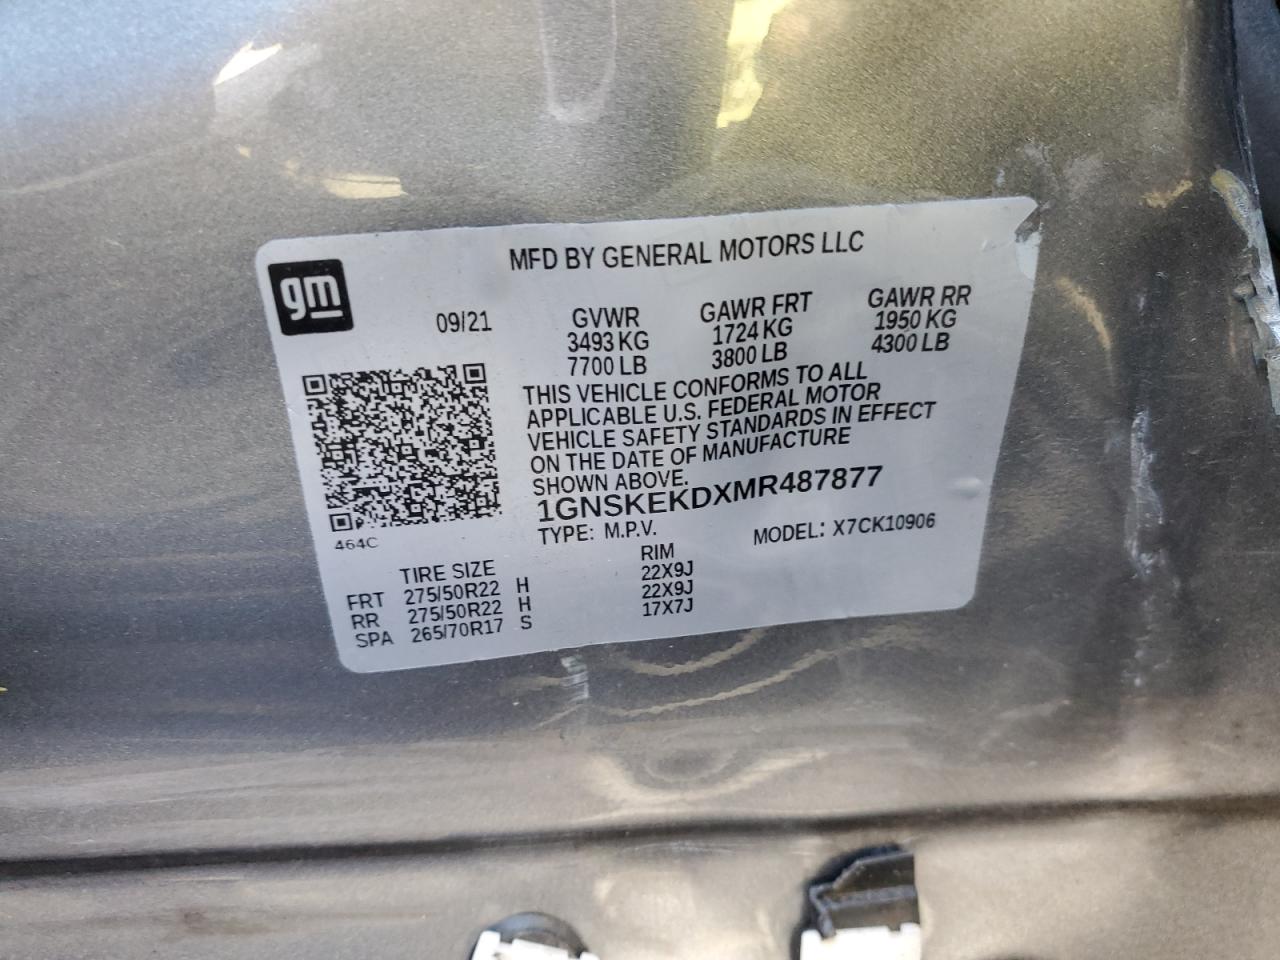 MFD BY GENERAL MOTORS LLC
gm
09/21
GVWR GAWR FRT GAWR RR
3493 KG 1724 KG 1950 KG
7700 LB 3800 LB 4300 LB
THIS VEHICLE CONFORMS TO ALL
APPLICABLE U.S. FEDERAL MOTOR
VEHICLE SAFETY STANDARDS IN EFFECT
ON THE DATE OF MANUFACTURE
SHOWN ABOVE.
1GNSKEKDXMR487877
TYPE: M.P.V. MODEL: X7CK10906
464C
TIRE SIZE RIM
FRT 275/50R22 H 22X9J
RR 275/50R22 H 22X9J
SPA 265/70R17 S 17X7J